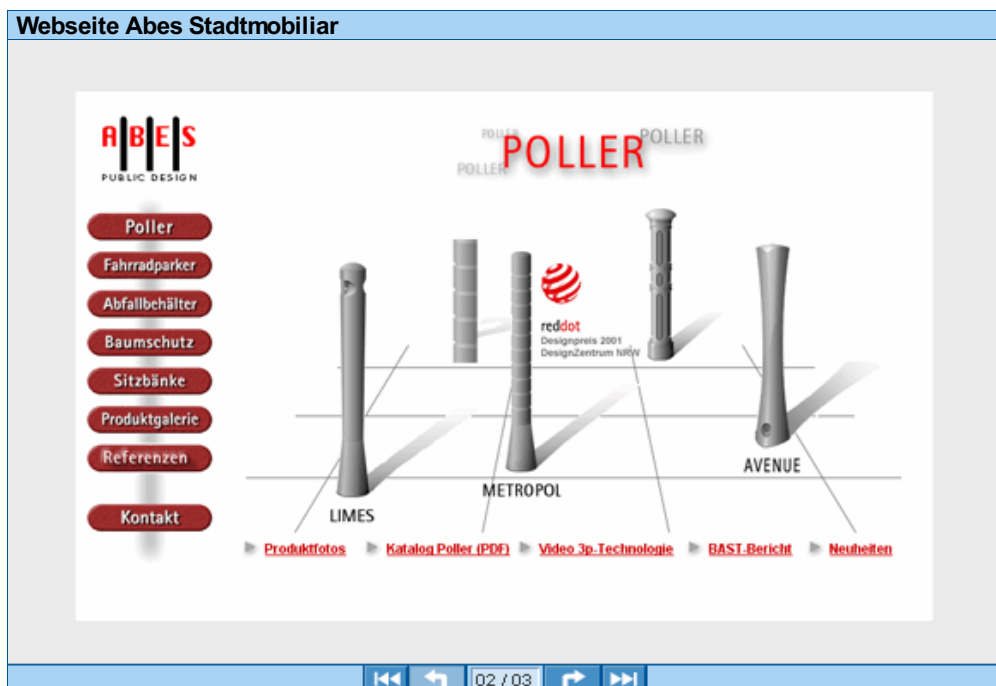 Webseite Abes Stadtmobiliar
ABES
PUBLIC DESIGN
POLLER
POLLER
POLLER
POLLER
Poller
Fahrradparker
Abfallbehälter
Baumschutz
Sitzbänke
Produktgalerie
Referenzen
Kontakt
reddot
Designpreis 2001
DesignZentrum NRW
LIMES
METROPOL
AVENUE
Produktfotos
Katalog Poller (PDF)
Video 3p-Technologie
BAST-Bericht
Neuheiten
02 / 03